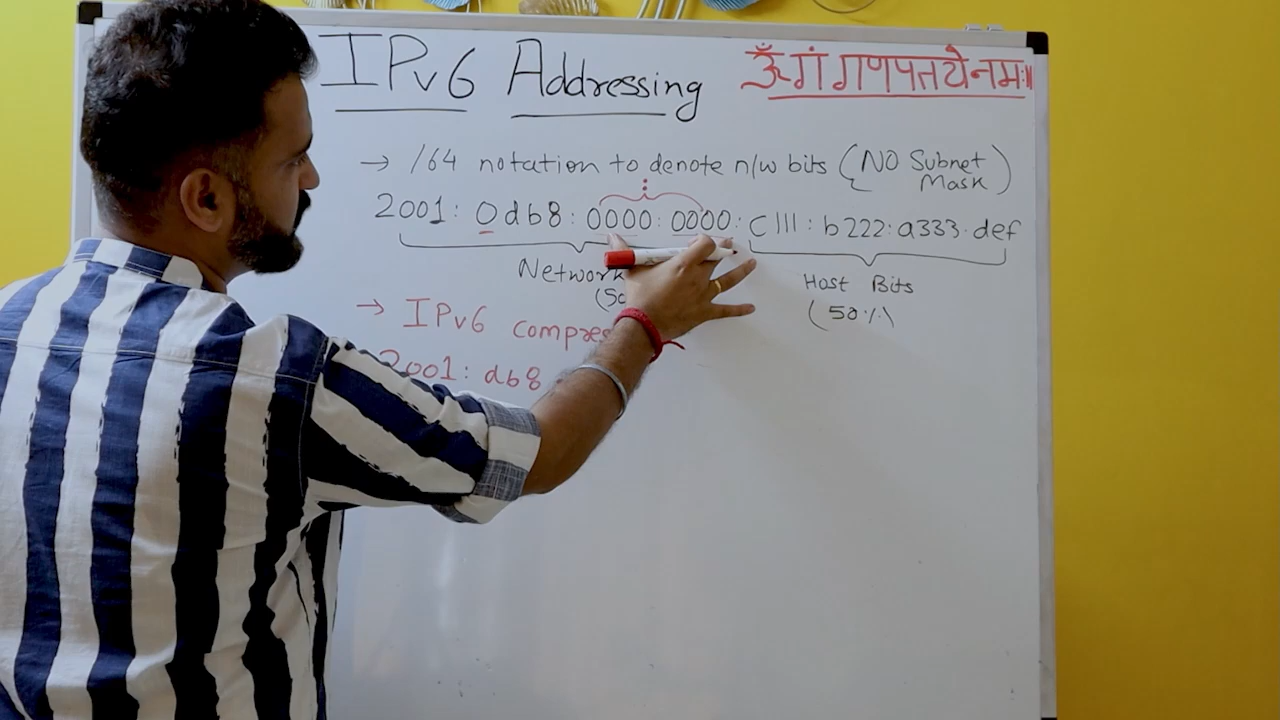 IPv6 Addressing
ॐ गं गणपतये नमः॥
→ /64 notation to denote n/w bits (NO Subnet
Mask)
2001: 0db8: 0000: 0000: c111: b222: a333: def
Network
Host Bits
(50%)
→ IPv6
2001: db8